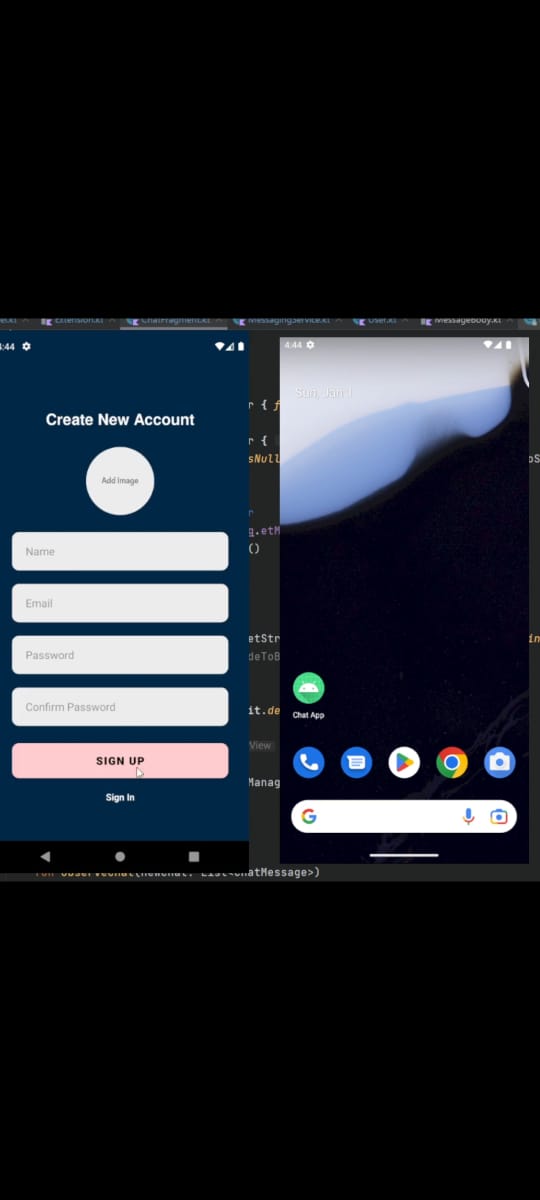 Extension.kt
ChatFragment.kt
MessagingService.kt
User.kt
MessageBody.kt
4:44
Create New Account
Add Image
Name
Email
Password
Confirm Password
SIGN UP
Sign In
r { f
r {
sNull
r
.etM
()
etStr
deToB
it.de
View
Manag
oS
in
4:44
Sun, Jan 1
Chat App
fun observeChat(newChat: List<ChatMessage>)